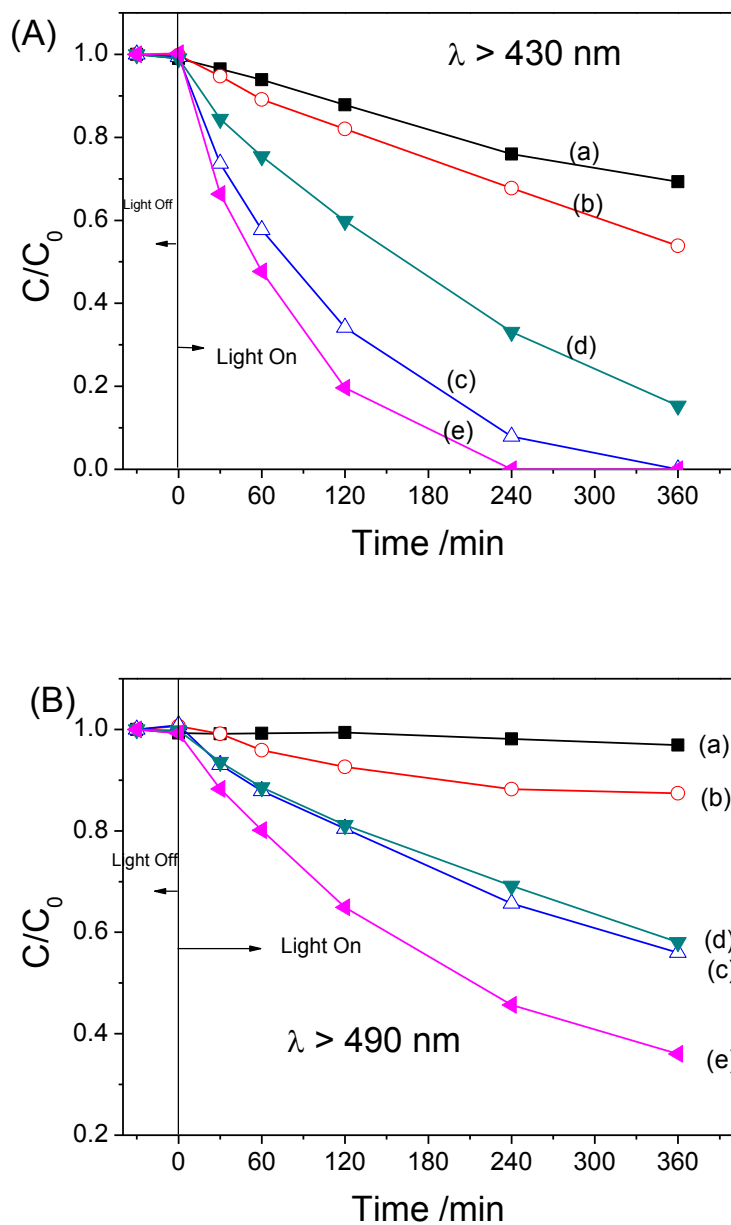 (A)
λ > 430 nm
1.0
0.8
0.6
0.4
0.2
0.0
C/C0
Light Off
Light On
(a)
(b)
(d)
(c)
(e)
0 60 120 180 240 300 360
Time /min
(B)
1.0
0.8
0.6
0.4
0.2
C/C0
Light Off
Light On
λ > 490 nm
(a)
(b)
(d)
(c)
(e)
0 60 120 180 240 300 360
Time /min